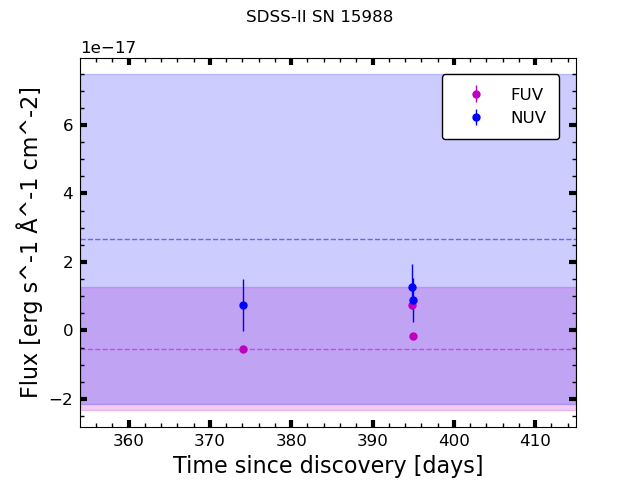 SDSS-II SN 15988
1e−17
FUV
NUV
6
4
2
0
−2
Flux [erg s^-1 Å^-1 cm^-2]
360 370 380 390 400 410
Time since discovery [days]